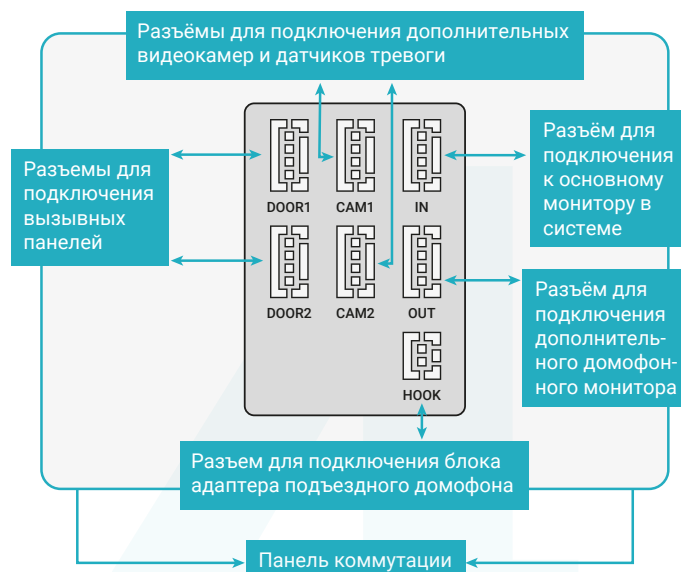 Разъёмы для подключения дополнительных
видеокамер и датчиков тревоги
Разъемы для
подключения
вызывных
панелей
DOOR1
CAM1
IN
DOOR2
CAM2
OUT
HOOK
Разъём для
подключения
к основному
монитору в
системе
Разъём для
подключения
дополнитель-
ного домофон-
ного монитора
Разъем для подключения блока
адаптера подъездного домофона
Панель коммутации